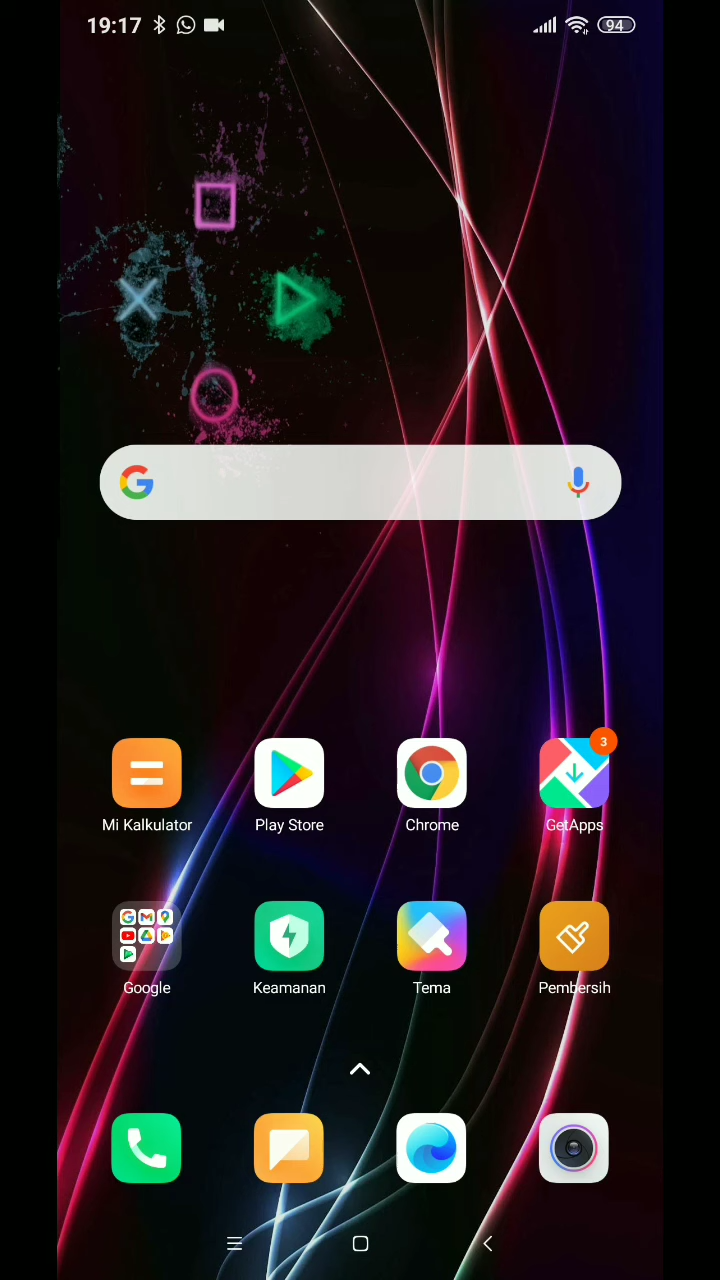 19:17
94
Mi Kalkulator
Play Store
Chrome
3
GetApps
Google
Keamanan
Tema
Pembersih